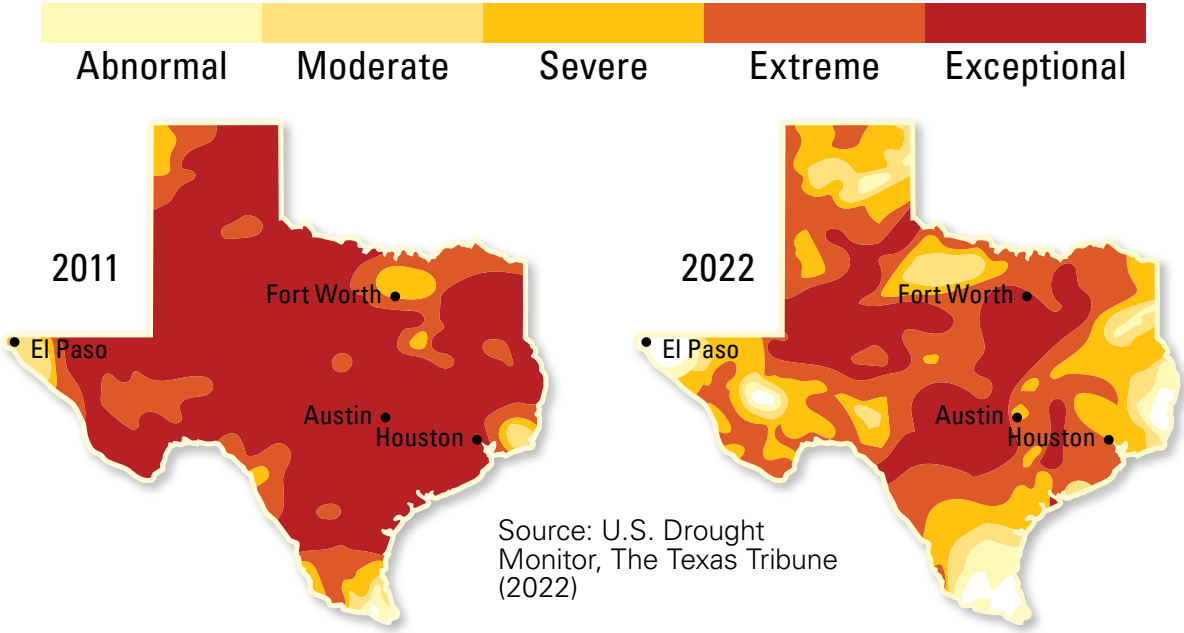 Abnormal Moderate Severe Extreme Exceptional
2011
Fort Worth
El Paso
Austin
Houston
2022
Fort Worth
El Paso
Austin
Houston
Source: U.S. Drought
Monitor, The Texas Tribune
(2022)